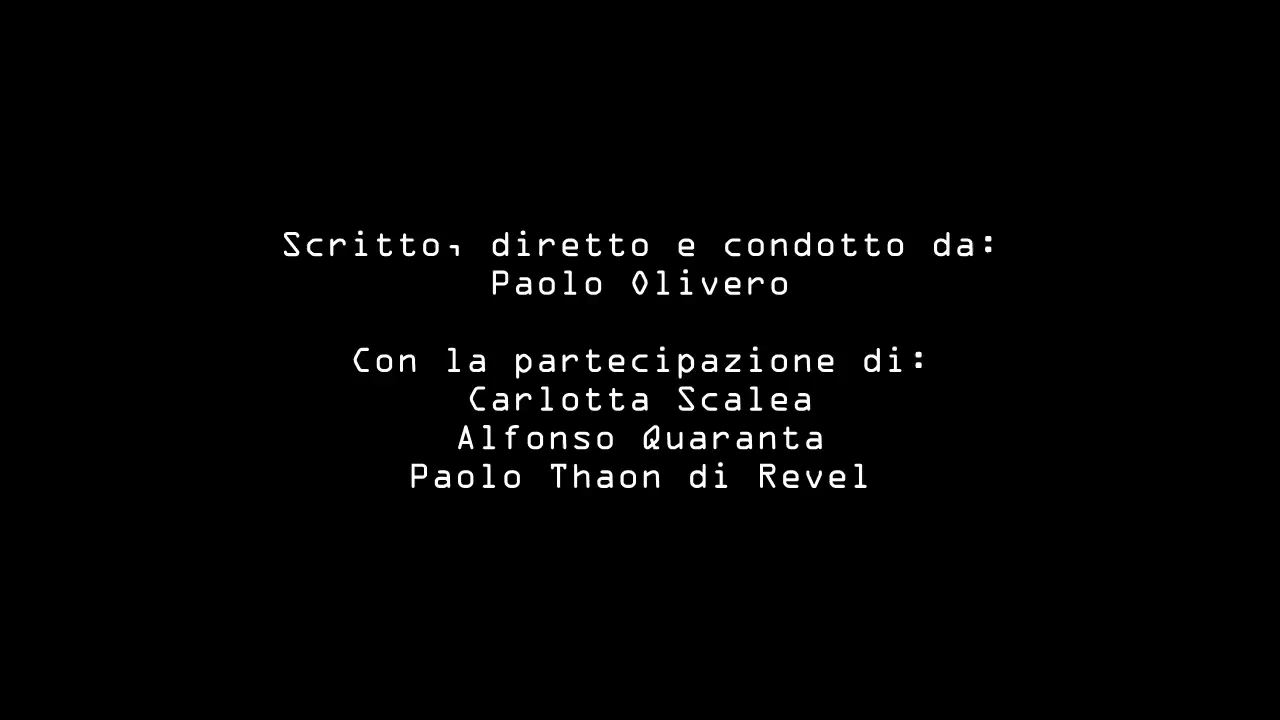 Scritto, diretto e condotto da:
Paolo Olivero
Con la partecipazione di:
Carlotta Scalea
Alfonso Quaranta
Paolo Thaon di Revel